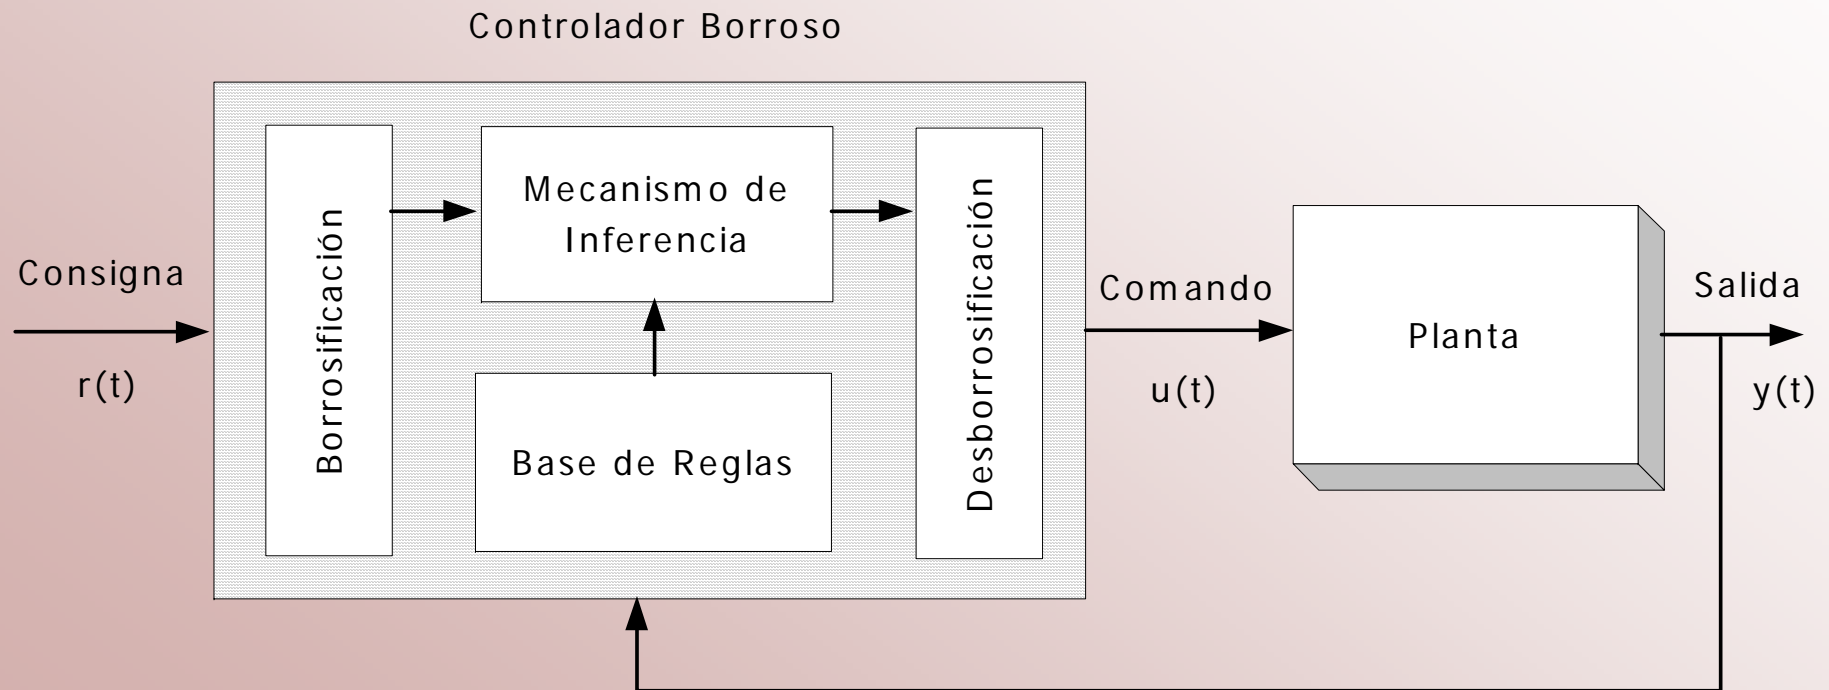 Controlador Borroso
Consigna
r(t)
Borrosificación
Mecanismo de
Inferencia
Base de Reglas
Desborrosificación
Comando
u(t)
Planta
Salida
y(t)